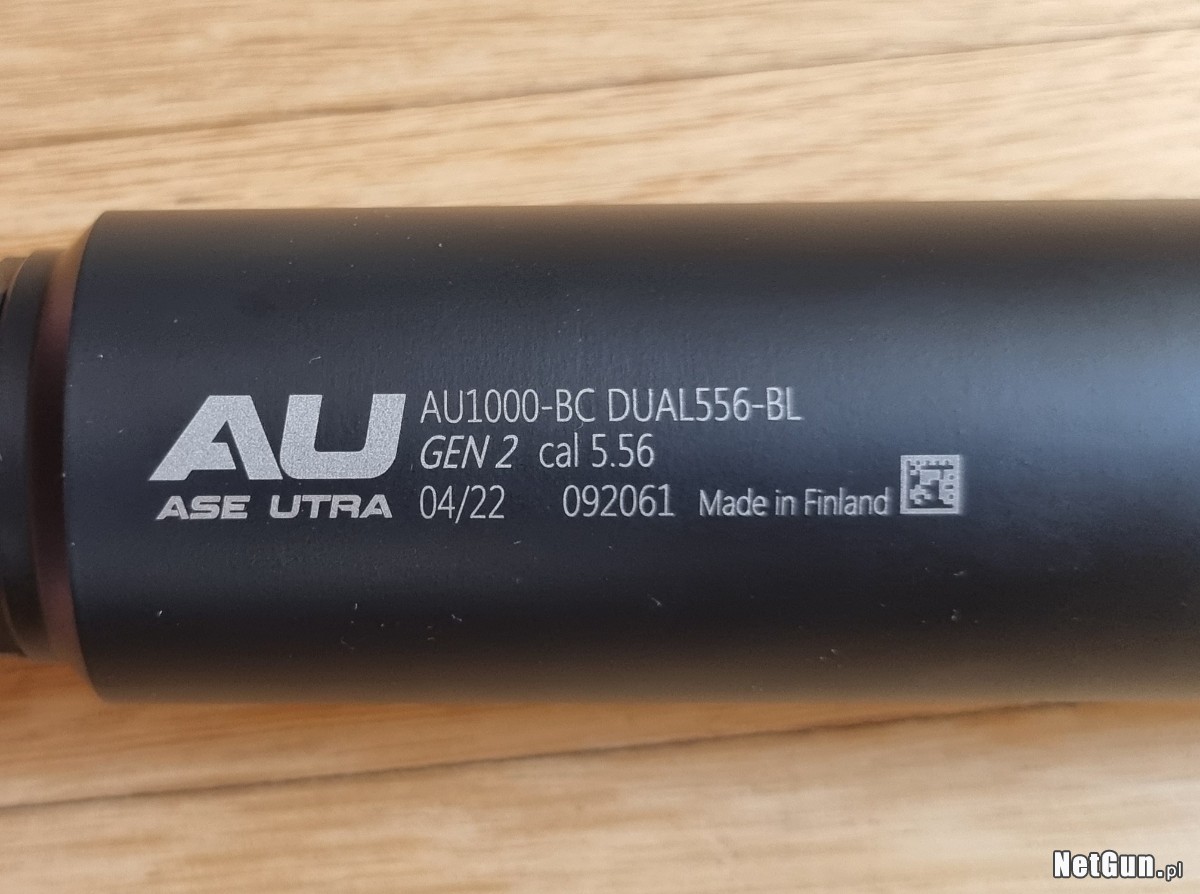 AU
ASE UTRA
AU1000-BC DUAL556-BL
GEN 2 cal 5.56
04/22 092061 Made in Finland
NetGun.pl